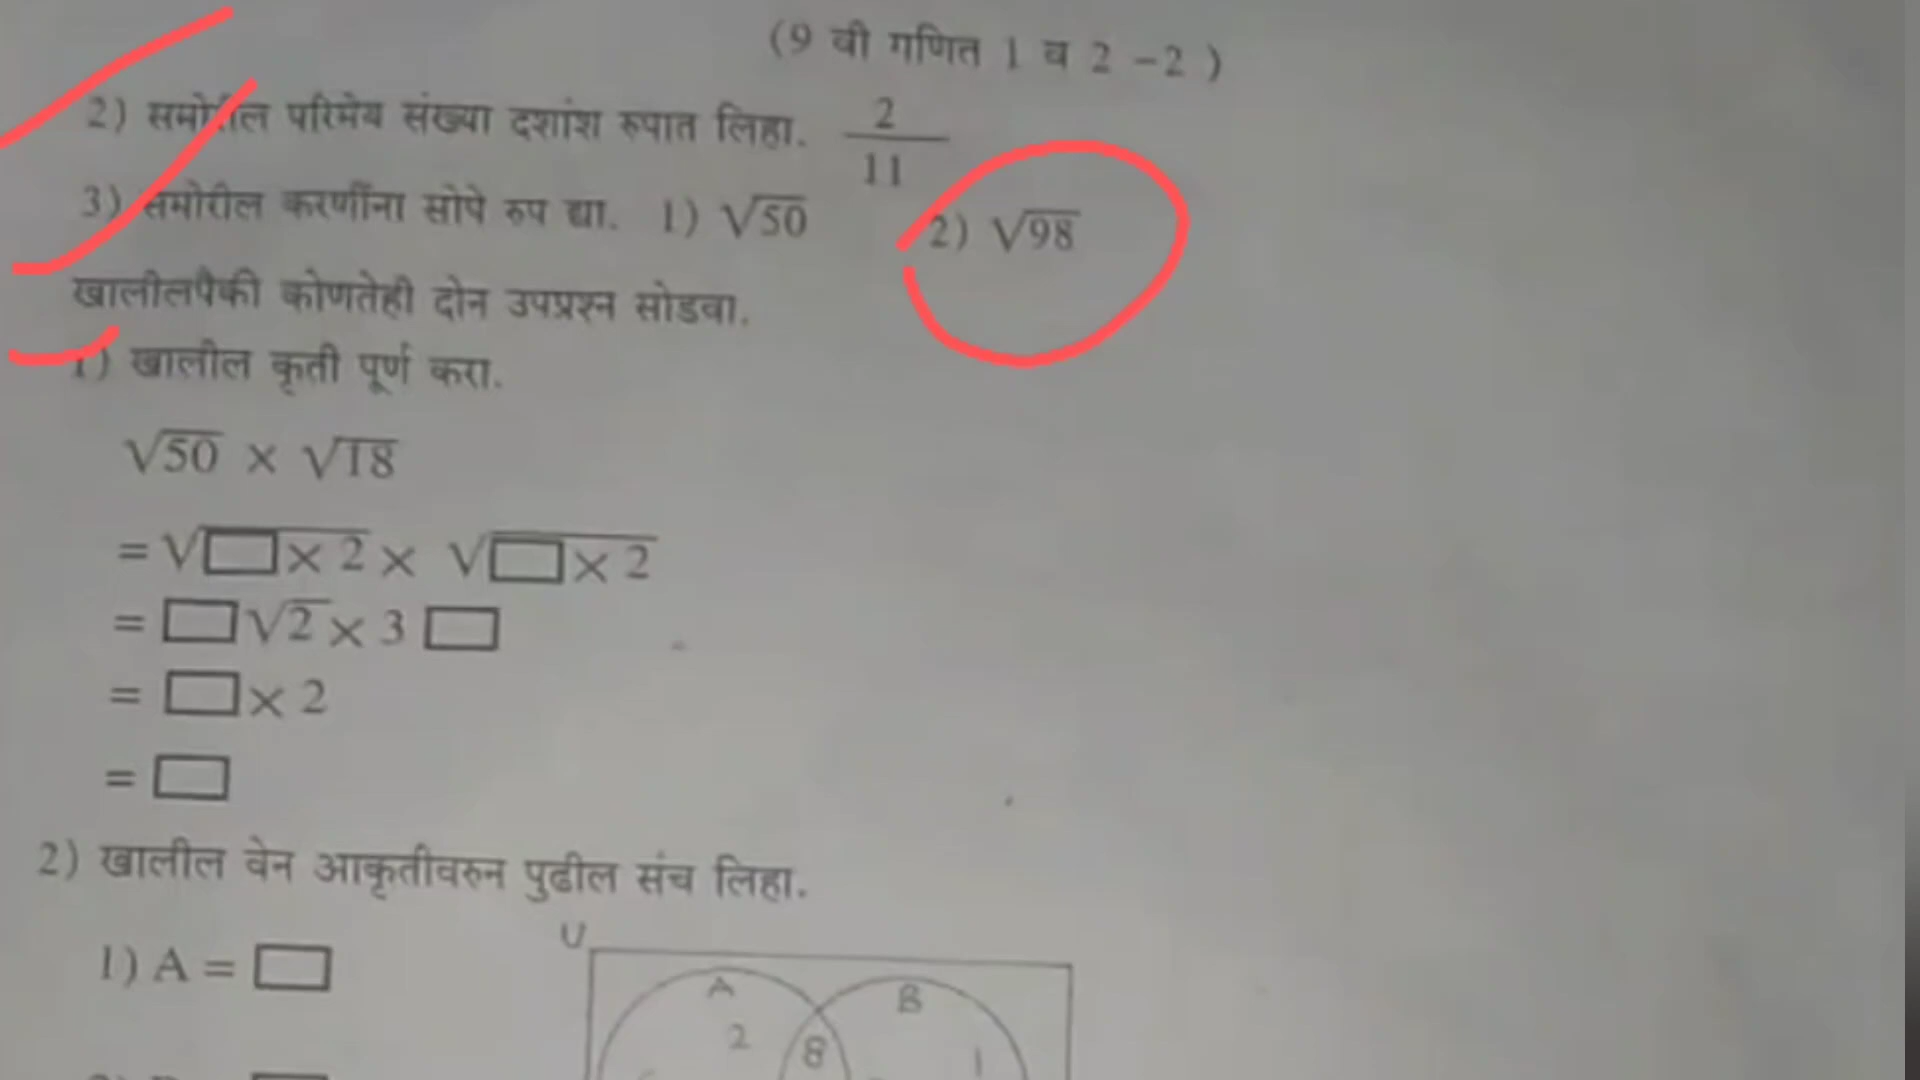 (9 वी गणित 1 व 2 -2 )
2) समोरील परिमेय संख्या दशांश रुपात लिहा. 2/11
3) समोरील करणींना सोपे रुप द्या. 1) √50 2) √98
खालीलपैकी कोणतेही दोन उपप्रश्न सोडवा.
1) खालील कृती पूर्ण करा.
√50 × √18
= √□×2 × √□×2
= □√2 × 3 □
= □ × 2
= □
2) खालील वेन आकृतीवरुन पुढील संच लिहा.
U
1) A = □
A B
2 8 1